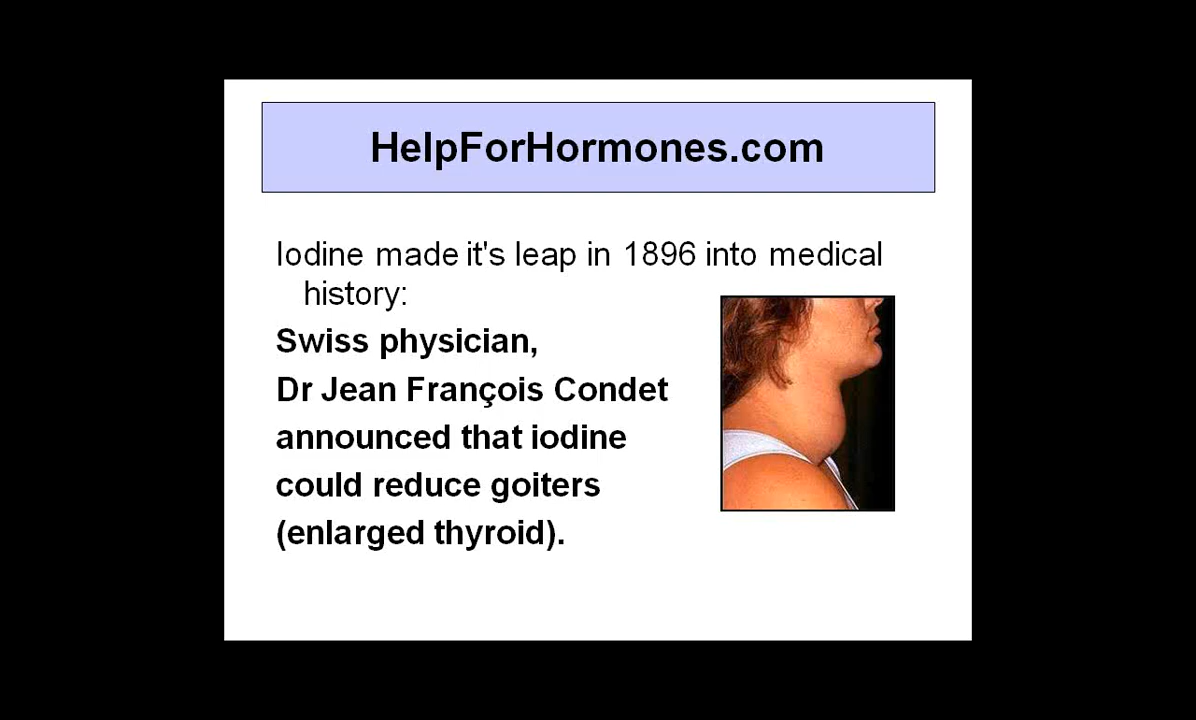 HelpForHormones.com
Iodine made it's leap in 1896 into medical
history:
Swiss physician,
Dr Jean François Condet
announced that iodine
could reduce goiters
(enlarged thyroid).